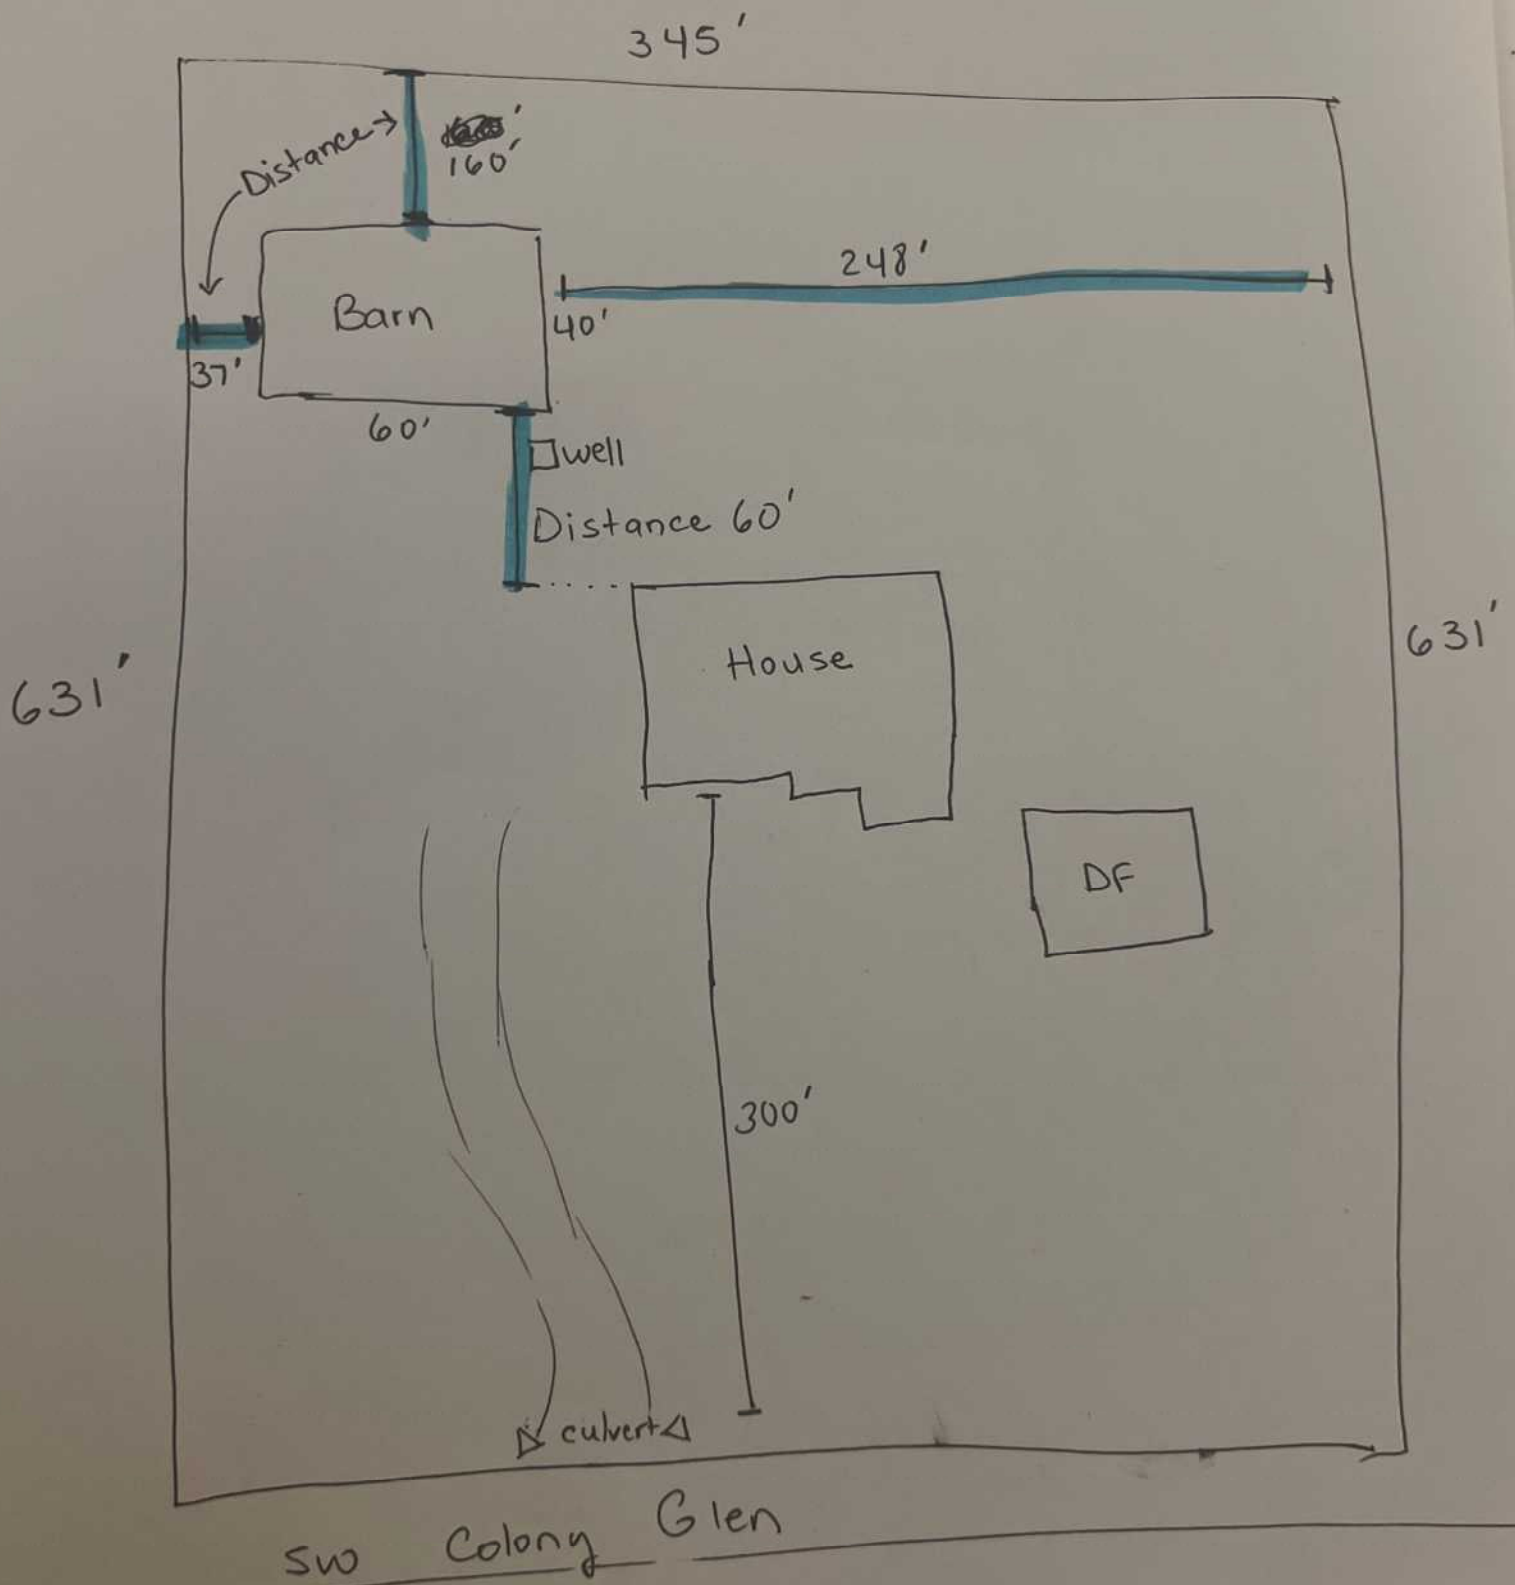 345'
Distance
160'
248'
Barn
40'
37'
60'
well
Distance 60'
House
631'
631'
DF
300'
culvert
SW Colony Glen